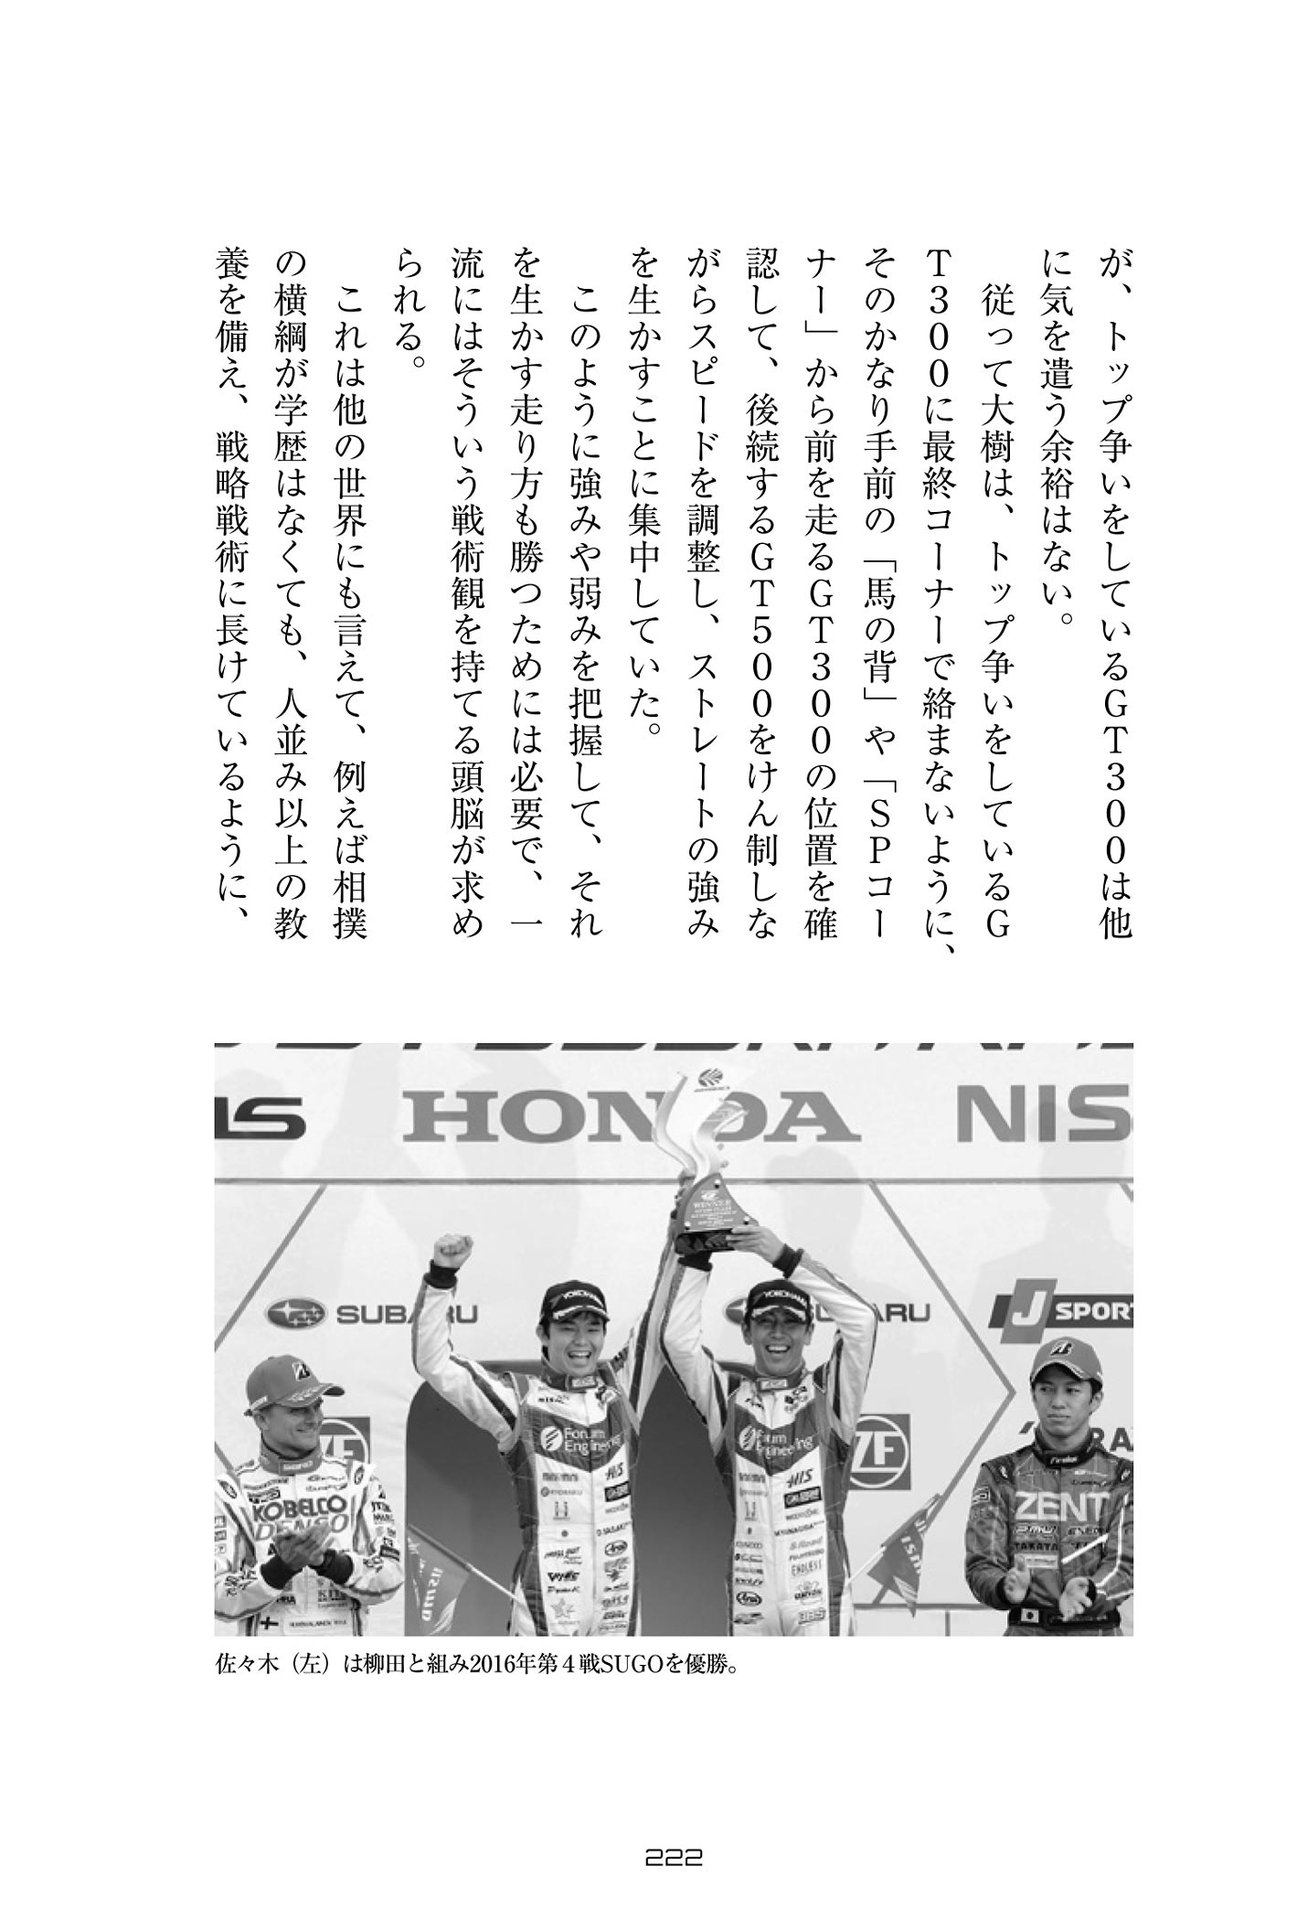 が、トップ争いをしているGT300は他
に気を遣う余裕はない。
　従って大樹は、トップ争いをしているG
T300に最終コーナーで絡まないように、
そのかなり手前の「馬の背」や「SPコー
ナー」から前を走るGT300の位置を確
認して、後続するGT500をけん制しな
がらスピードを調整し、ストレートの強み
を生かすことに集中していた。
　このように強みや弱みを把握して、それ
を生かす走り方も勝つためには必要で、一
流にはそういう戦術観を持てる頭脳が求め
られる。
　これは他の世界にも言えて、例えば相撲
の横綱が学歴はなくても、人並み以上の教
養を備え、戦略戦術に長けているように、
HONDA
NIS
SUBARU
SUBARU
J SPORT
YOKOHAMA
YOKOHAMA
WINNER
ZF
ZF
Forum
Engineering
Forum
Engineering
HIS
HIS
KOBELCO
DENSO
ZENT
ENDLESS
佐々木（左）は柳田と組み2016年第4戦SUGOを優勝。
222